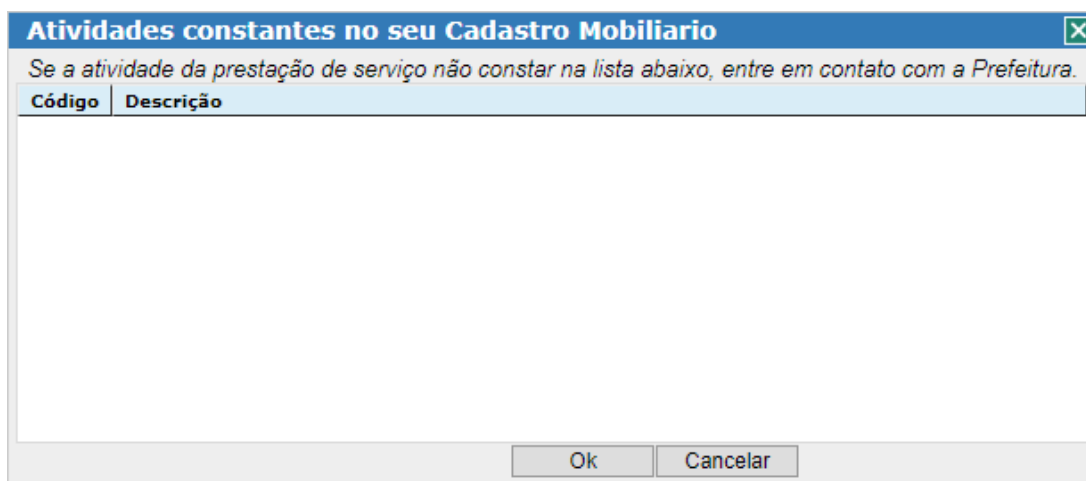 Atividades constantes no seu Cadastro Mobiliario
Se a atividade da prestação de serviço não constar na lista abaixo, entre em contato com a Prefeitura.
Código Descrição
Ok Cancelar